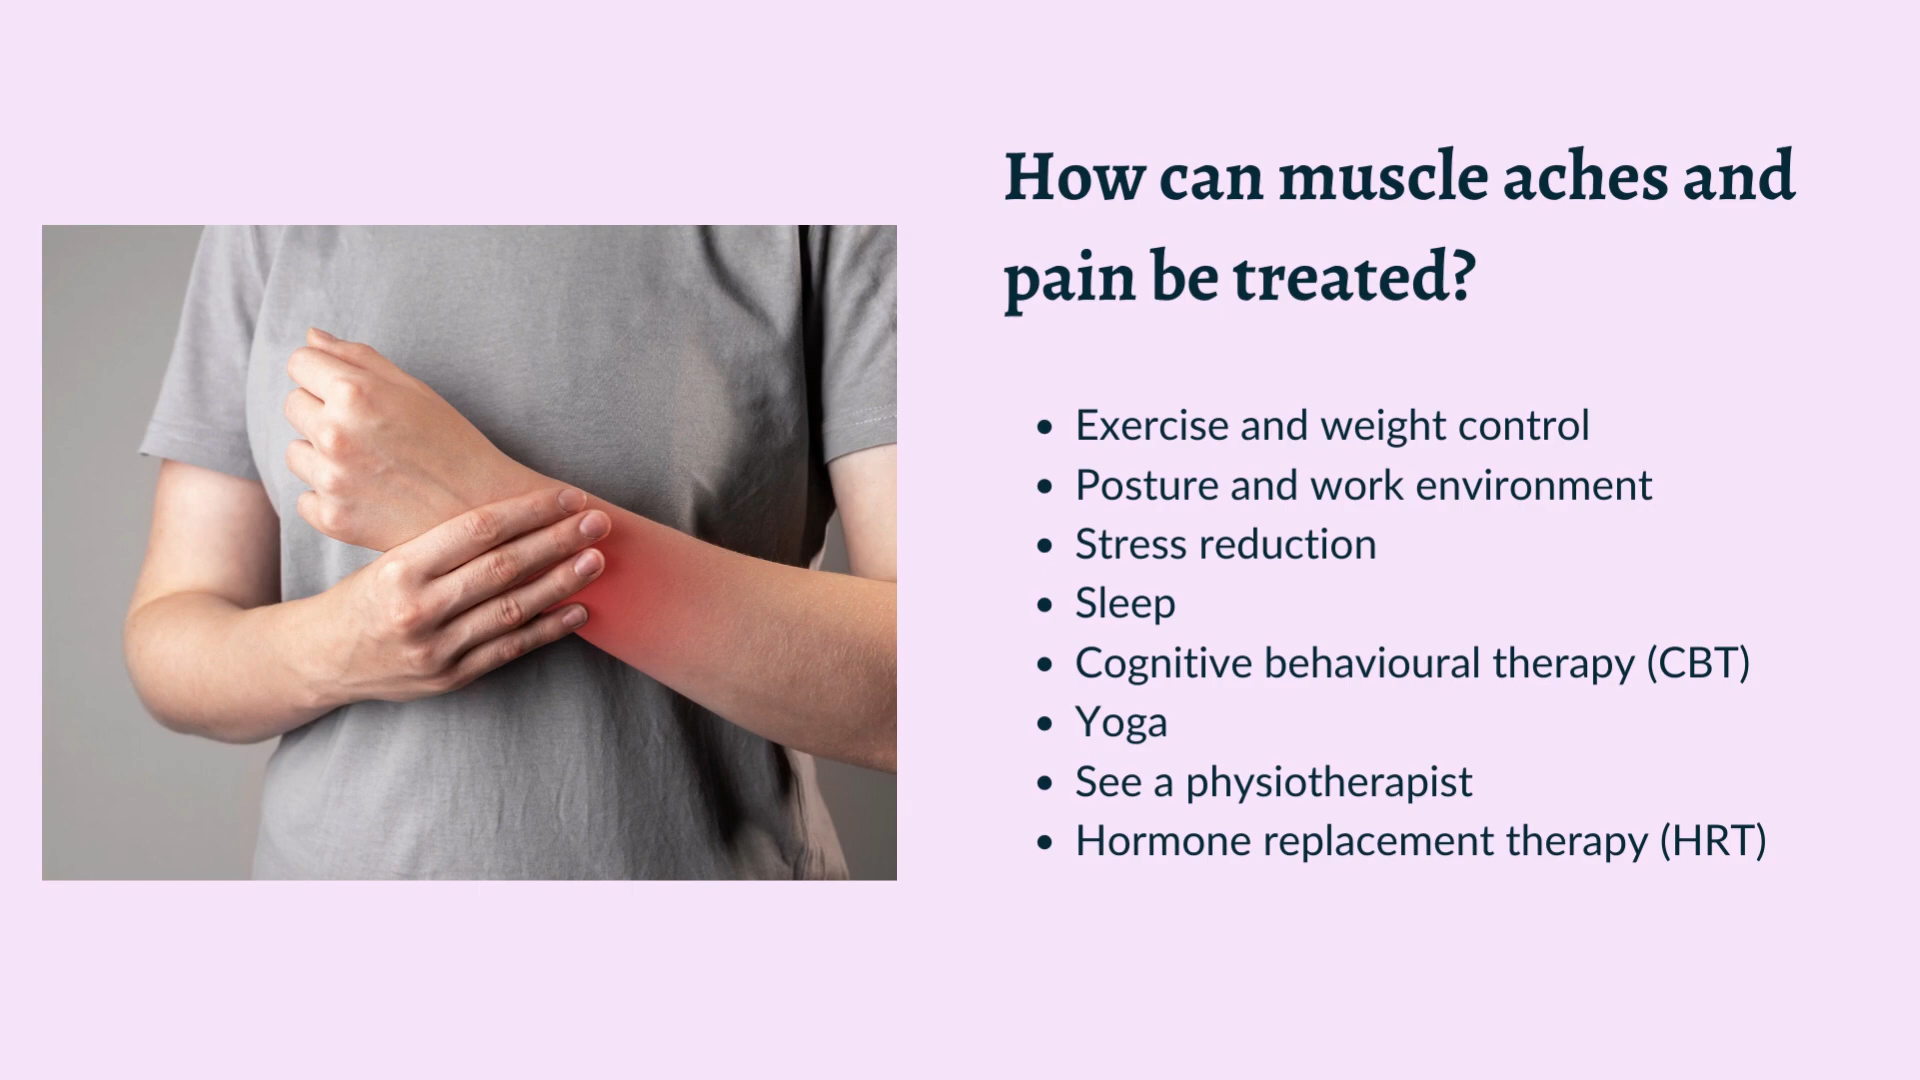 How can muscle aches and
pain be treated?
• Exercise and weight control
• Posture and work environment
• Stress reduction
• Sleep
• Cognitive behavioural therapy (CBT)
• Yoga
• See a physiotherapist
• Hormone replacement therapy (HRT)